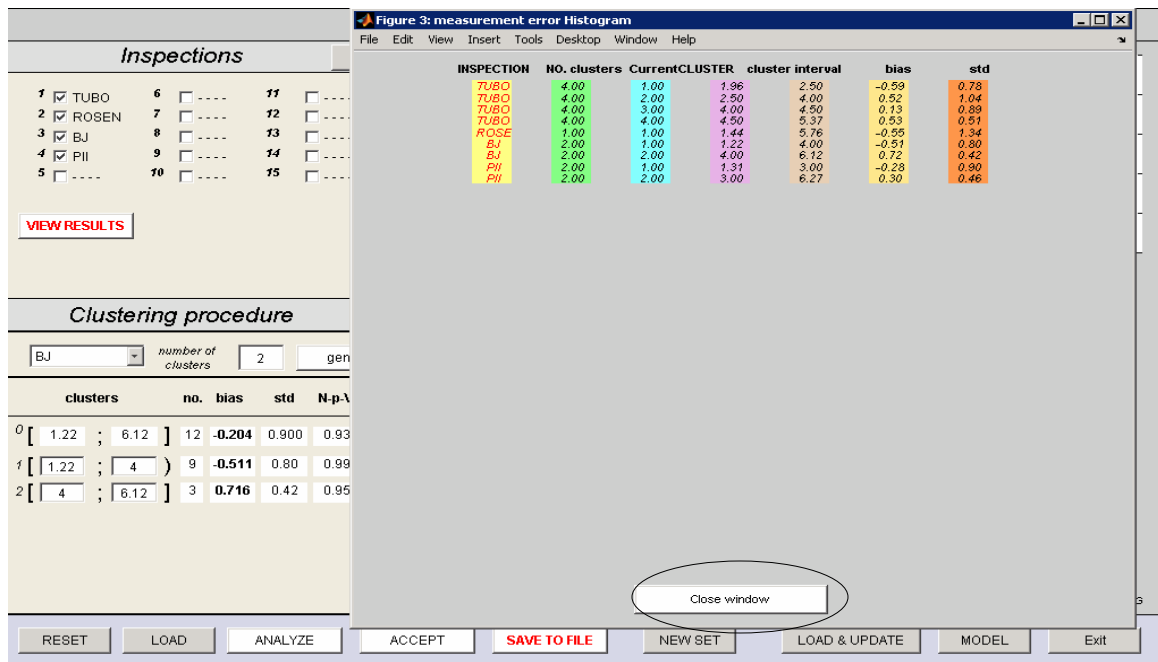 Figure 3: measurement error Histogram
File Edit View Insert Tools Desktop Window Help
INSPECTION NO. clusters CurrentCLUSTER cluster interval bias std
TUBO 4.00 1.00 1.96 2.50 -0.59 0.78
TUBO 4.00 2.00 2.50 4.00 0.52 1.04
TUBO 4.00 3.00 4.00 4.50 0.13 0.89
TUBO 4.00 4.00 4.50 5.37 0.53 0.51
ROSE 1.00 1.00 1.44 5.76 -0.55 1.34
BJ 2.00 1.00 1.22 4.00 -0.51 0.80
BJ 2.00 2.00 4.00 6.12 0.72 0.42
PII 2.00 1.00 1.31 3.00 -0.28 0.90
PII 2.00 2.00 3.00 6.27 0.30 0.46
Close window
Inspections
1 TUBO 6 ---- 11 ----
2 ROSEN 7 ---- 12 ----
3 BJ 8 ---- 13 ----
4 PII 9 ---- 14 ----
5 ---- 10 ---- 15 ----
VIEW RESULTS
Clustering procedure
BJ number of clusters 2 gen
clusters no. bias std N-p-V
0 [ 1.22 ; 6.12 ] 12 -0.204 0.900 0.93
1 [ 1.22 ; 4 ) 9 -0.511 0.80 0.99
2 [ 4 ; 6.12 ] 3 0.716 0.42 0.95
RESET LOAD ANALYZE ACCEPT SAVE TO FILE NEW SET LOAD & UPDATE MODEL Exit